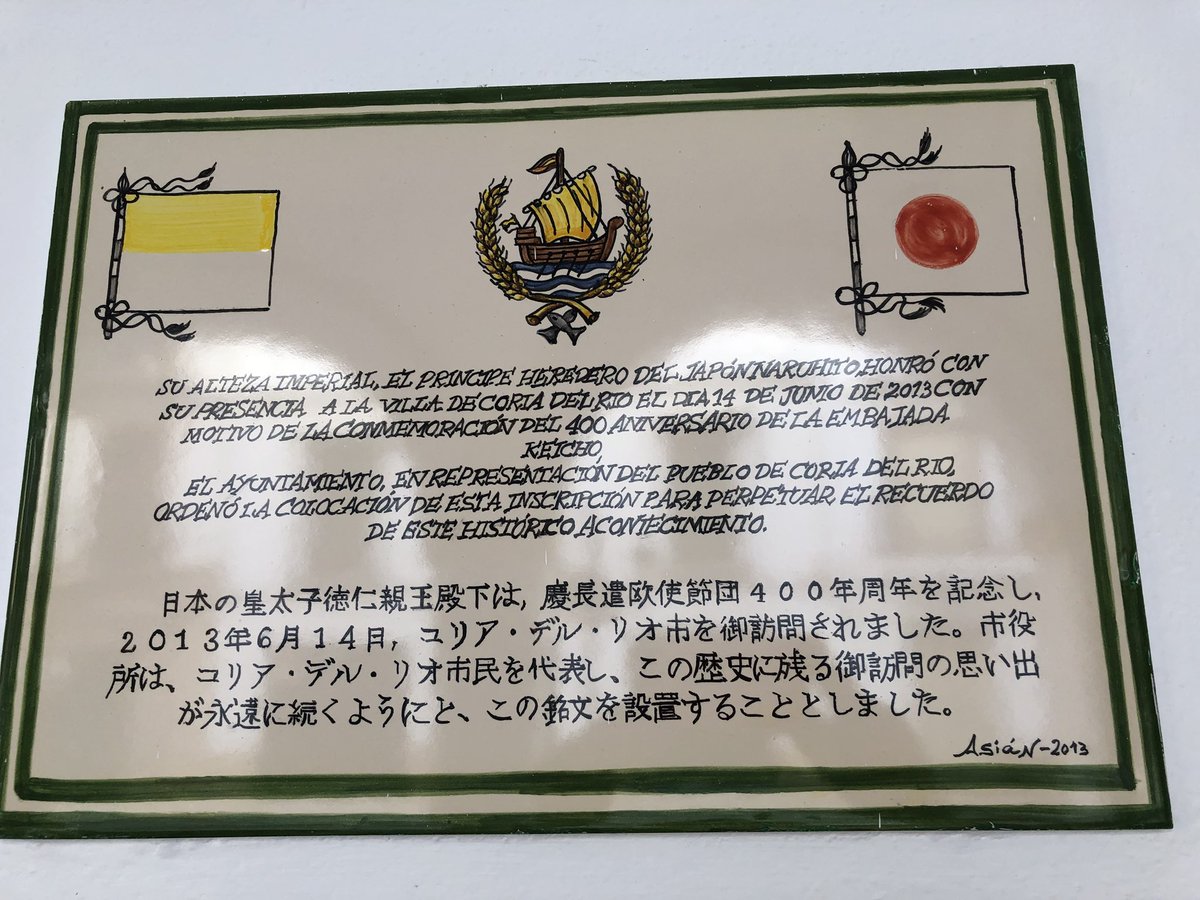 SU ALTEZA IMPERIAL, EL PRINCIPE HEREDERO DEL JAPÓN NARUHITO, HONRÓ CON
SU PRESENCIA A LA VILLA DE CORIA DEL RIO EL DIA 14 DE JUNIO DE 2013 CON
MOTIVO DE LA CONMEMORACION DEL 400 ANIVERSARIO DE LA EMBAJADA
KEICHO,
EL AYUNTAMIENTO, EN REPRESENTACIÓN DEL PUEBLO DE CORIA DEL RIO,
ORDENÓ LA COLOCACIÓN DE ESTA INSCRIPCIÓN PARA PERPETUAR EL RECUERDO
DE ESTE HISTÓRICO ACONTECIMIENTO.
日本の皇太子徳仁親王殿下は, 慶長遣欧使節団400年周年を記念し,
2013年6月14日, コリア・デル・リオ市を御訪問されました。市役
所は、コリア・デル・リオ市民を代表し、この歴史に残る御訪問の思い出
が永遠に続くようにと、この銘文を設置することとしました。
Asián-2013